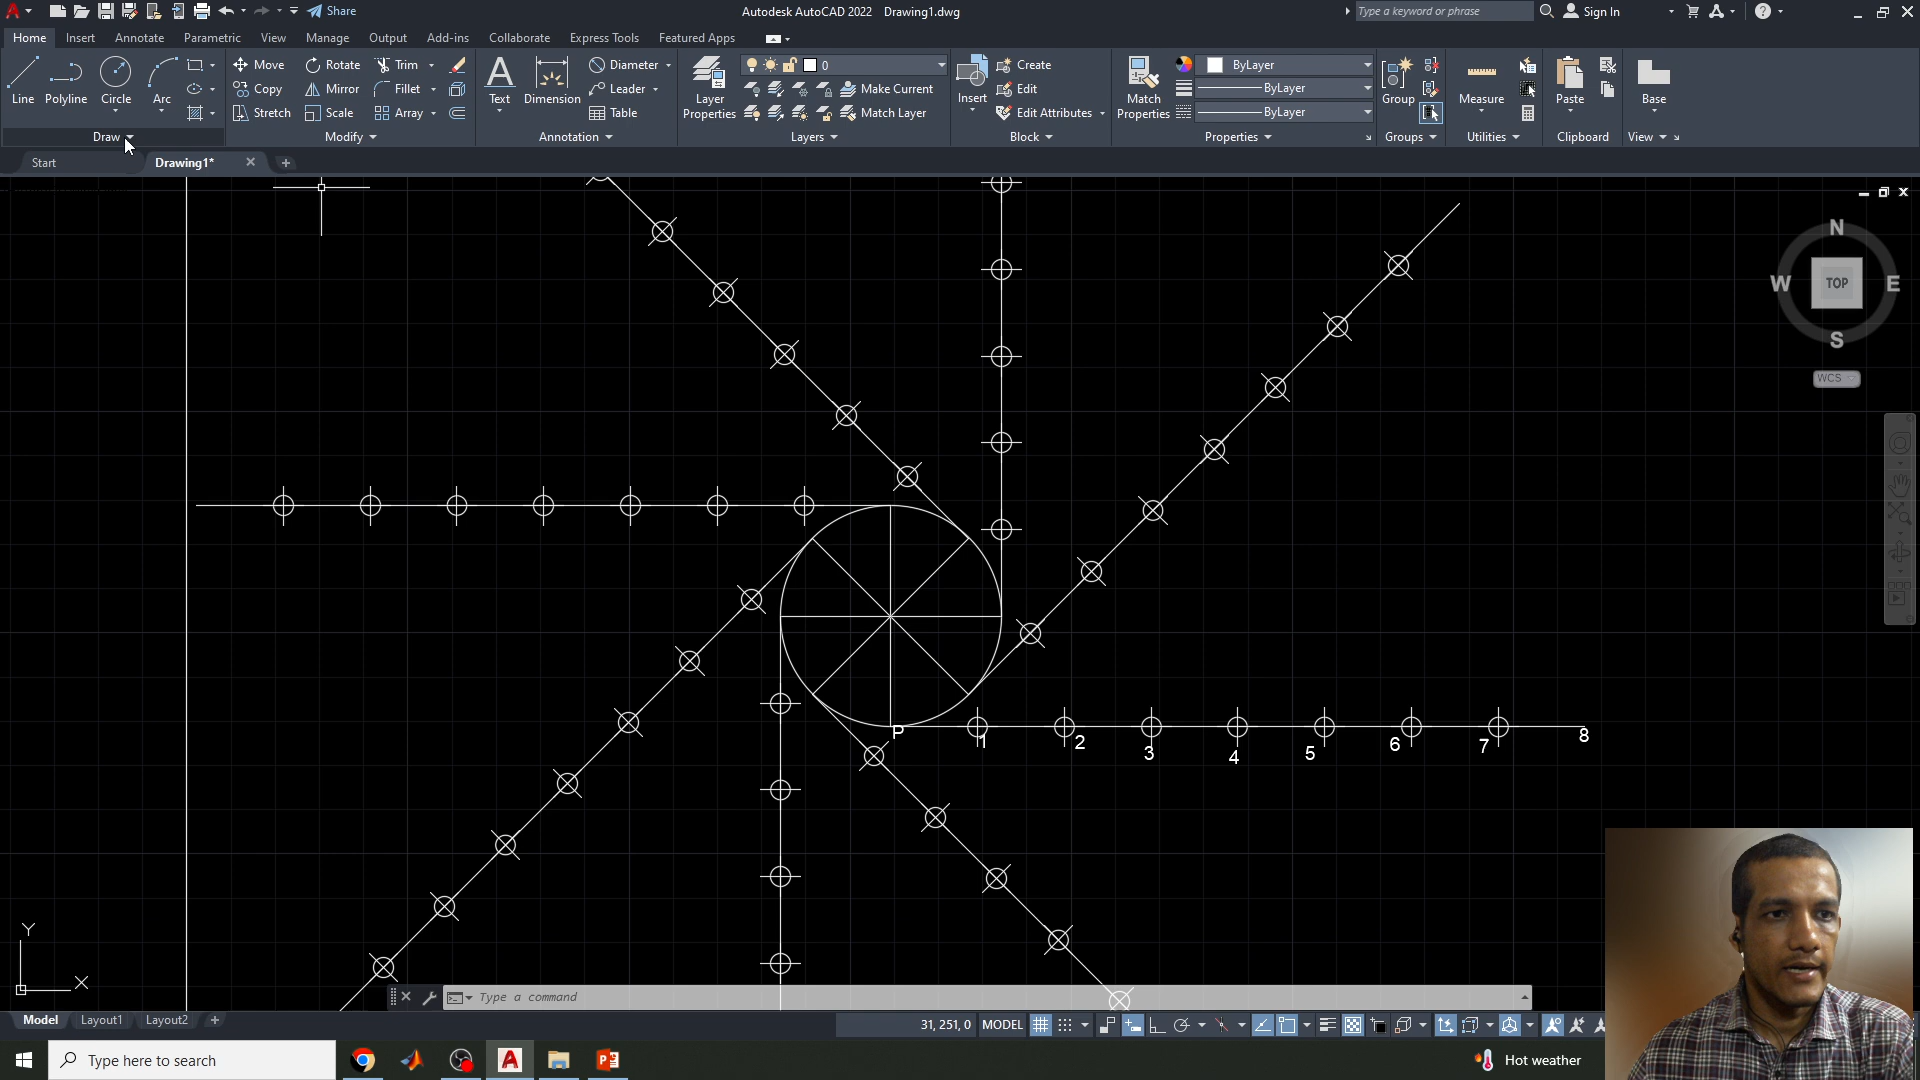 Share
Autodesk AutoCAD 2022 Drawing1.dwg
Type a keyword or phrase
Sign In
Home Insert Annotate Parametric View Manage Output Add-ins Collaborate Express Tools Featured Apps
Line Polyline Circle Arc
Draw
Move Rotate Trim
Copy Mirror Fillet
Stretch Scale Array
Modify
Text Dimension
Diameter
Leader
Table
Annotation
Layer Properties
0
Make Current
Match Layer
Layers
Insert
Create
Edit
Edit Attributes
Block
Match Properties
ByLayer
ByLayer
ByLayer
Properties
Group
Groups
Measure
Utilities
Paste
Clipboard
Base
View
Start Drawing1*
N
W TOP E
S
WCS
P 1 2 3 4 5 6 7 8
Y
X
Type a command
Model Layout1 Layout2
31, 251, 0 MODEL
Type here to search
Hot weather